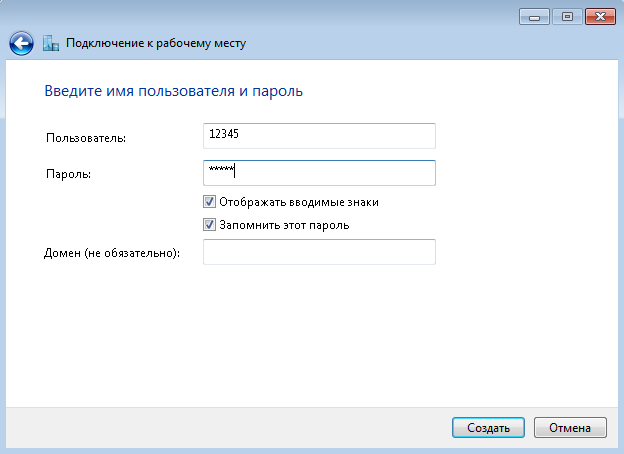 Подключение к рабочему месту
Введите имя пользователя и пароль
Пользователь: 12345
Пароль: *****
Отображать вводимые знаки
Запомнить этот пароль
Домен (не обязательно):
Создать Отмена